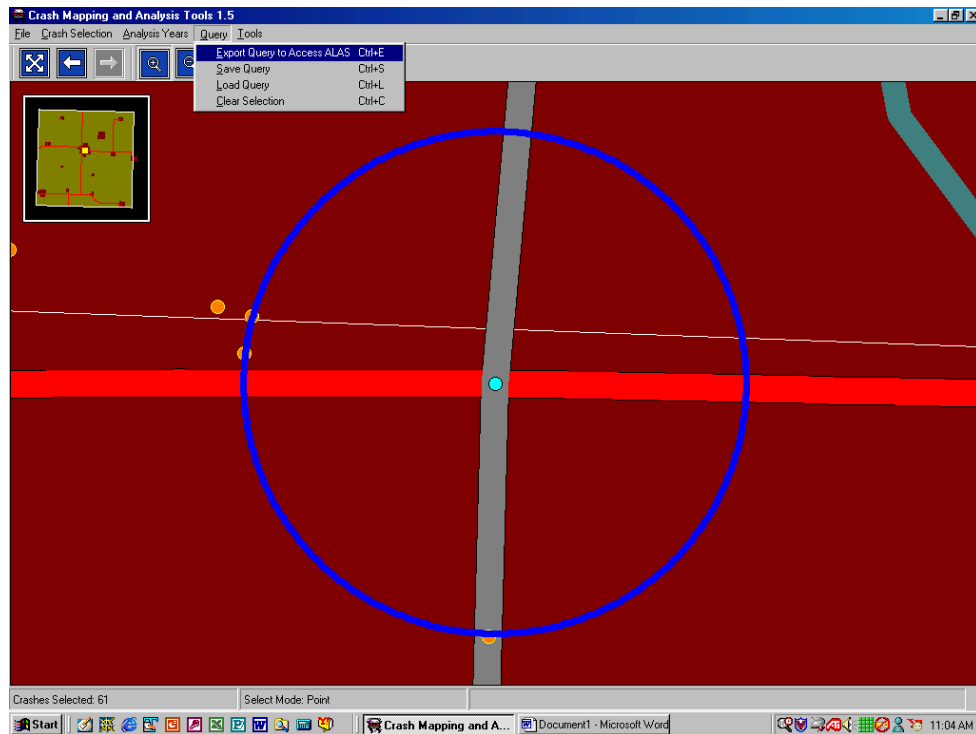 Crash Mapping and Analysis Tools 1.5
File Crash Selection Analysis Years Query Tools
Export Query to Access ALAS Ctrl+E
Save Query Ctrl+S
Load Query Ctrl+L
Clear Selection Ctrl+C
Crashes Selected: 61 Select Mode: Point
Start Crash Mapping and A... Document1 - Microsoft Word 11:04 AM